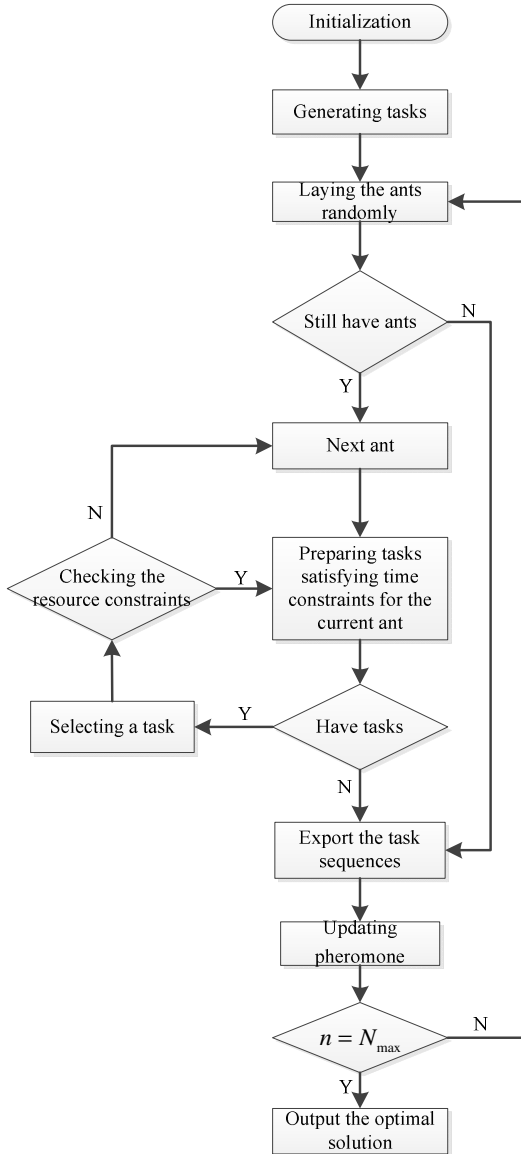 Initialization
Generating tasks
Laying the ants
randomly
Still have ants
N
Y
Next ant
N
Checking the
resource constraints
Y
Preparing tasks
satisfying time
constraints for the
current ant
Selecting a task
Y
Have tasks
N
Export the task
sequences
Updating
pheromone
n = Nmax
N
Y
Output the optimal
solution